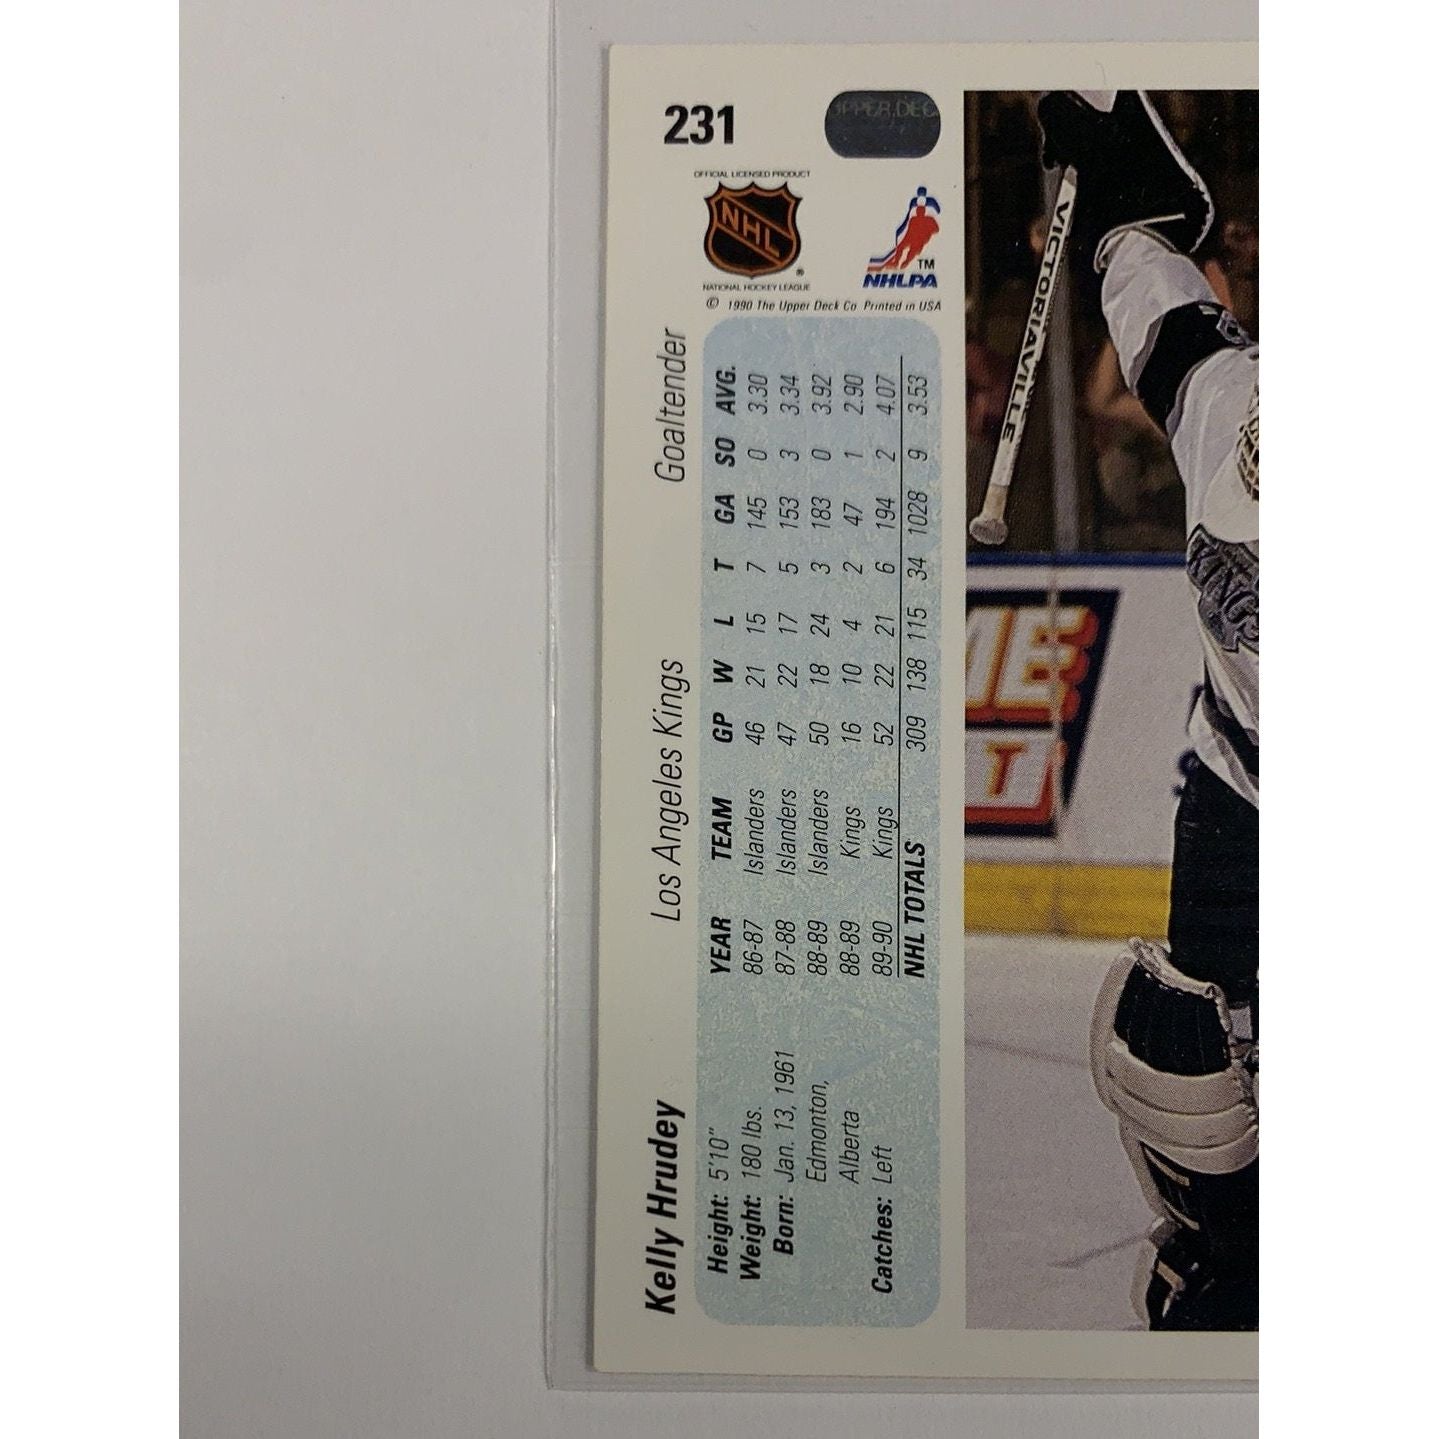 231
UPPER DEC
OFFICIAL LICENSED PRODUCT
NHL
®
NATIONAL HOCKEY LEAGUE
TM
NHLPA
© 1990 The Upper Deck Co Printed in USA
Kelly Hrudey Los Angeles Kings Goaltender
Height: 5'10"
Weight: 180 lbs.
Born: Jan. 13, 1961
Edmonton,
Alberta
Catches: Left
YEAR TEAM GP W L T GA SO AVG.
86-87 Islanders 46 21 15 7 145 0 3.30
87-88 Islanders 47 22 17 5 153 3 3.34
88-89 Islanders 50 18 24 3 183 0 3.92
88-89 Kings 16 10 4 2 47 1 2.90
89-90 Kings 52 22 21 6 194 2 4.07
NHL TOTALS 309 138 115 34 1028 9 3.53
VICTORIAVILLE
KINGS
ME
T